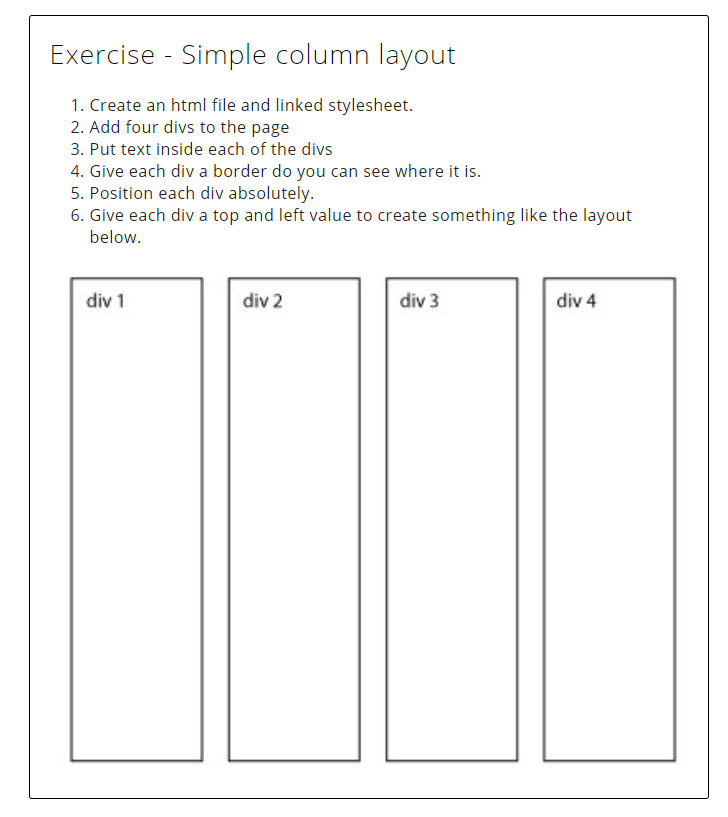 Exercise - Simple column layout
1. Create an html file and linked stylesheet.
2. Add four divs to the page
3. Put text inside each of the divs
4. Give each div a border do you can see where it is.
5. Position each div absolutely.
6. Give each div a top and left value to create something like the layout
below.
div 1
div 2
div 3
div 4